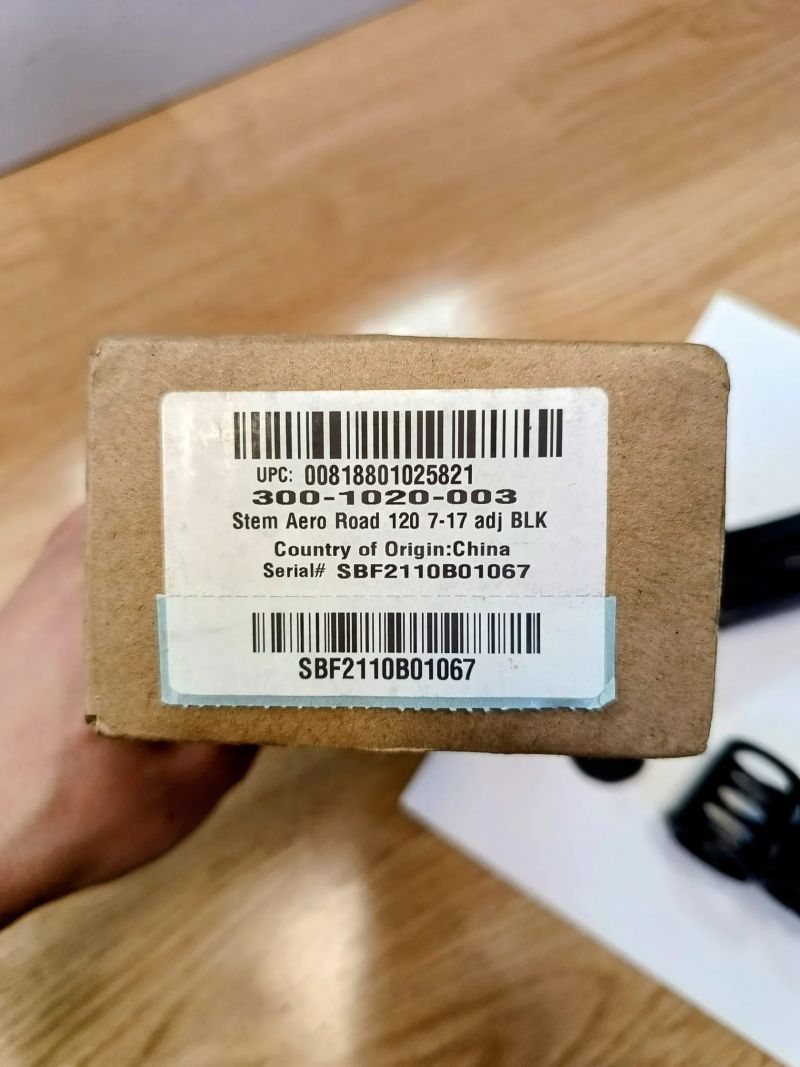 UPC: 00818801025821
300-1020-003
Stem Aero Road 120 7-17 adj BLK
Country of Origin:China
Serial# SBF2110B01067
SBF2110B01067